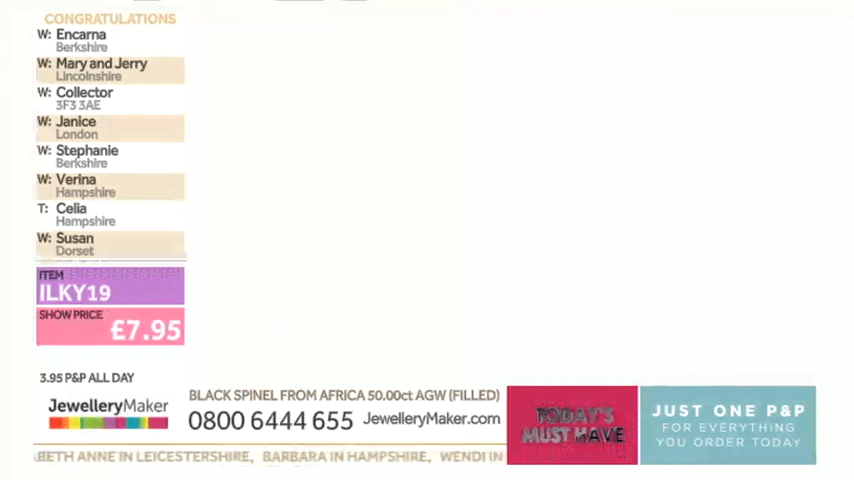 CONGRATULATIONS
W: Encarna
Berkshire
W: Mary and Jerry
Lincolnshire
W: Collector
3F3 3AE
W: Janice
London
W: Stephanie
Berkshire
W: Verina
Hampshire
T: Celia
Hampshire
W: Susan
Dorset
ITEM
ILKY19
SHOW PRICE
£7.95
3.95 P&P ALL DAY
JewelleryMaker
BLACK SPINEL FROM AFRICA 50.00ct AGW (FILLED)
0800 6444 655 JewelleryMaker.com
TODAY'S
MUST HAVE
JUST ONE P&P
FOR EVERYTHING
YOU ORDER TODAY
ABETH ANNE IN LEICESTERSHIRE, BARBARA IN HAMPSHIRE, WENDI IN